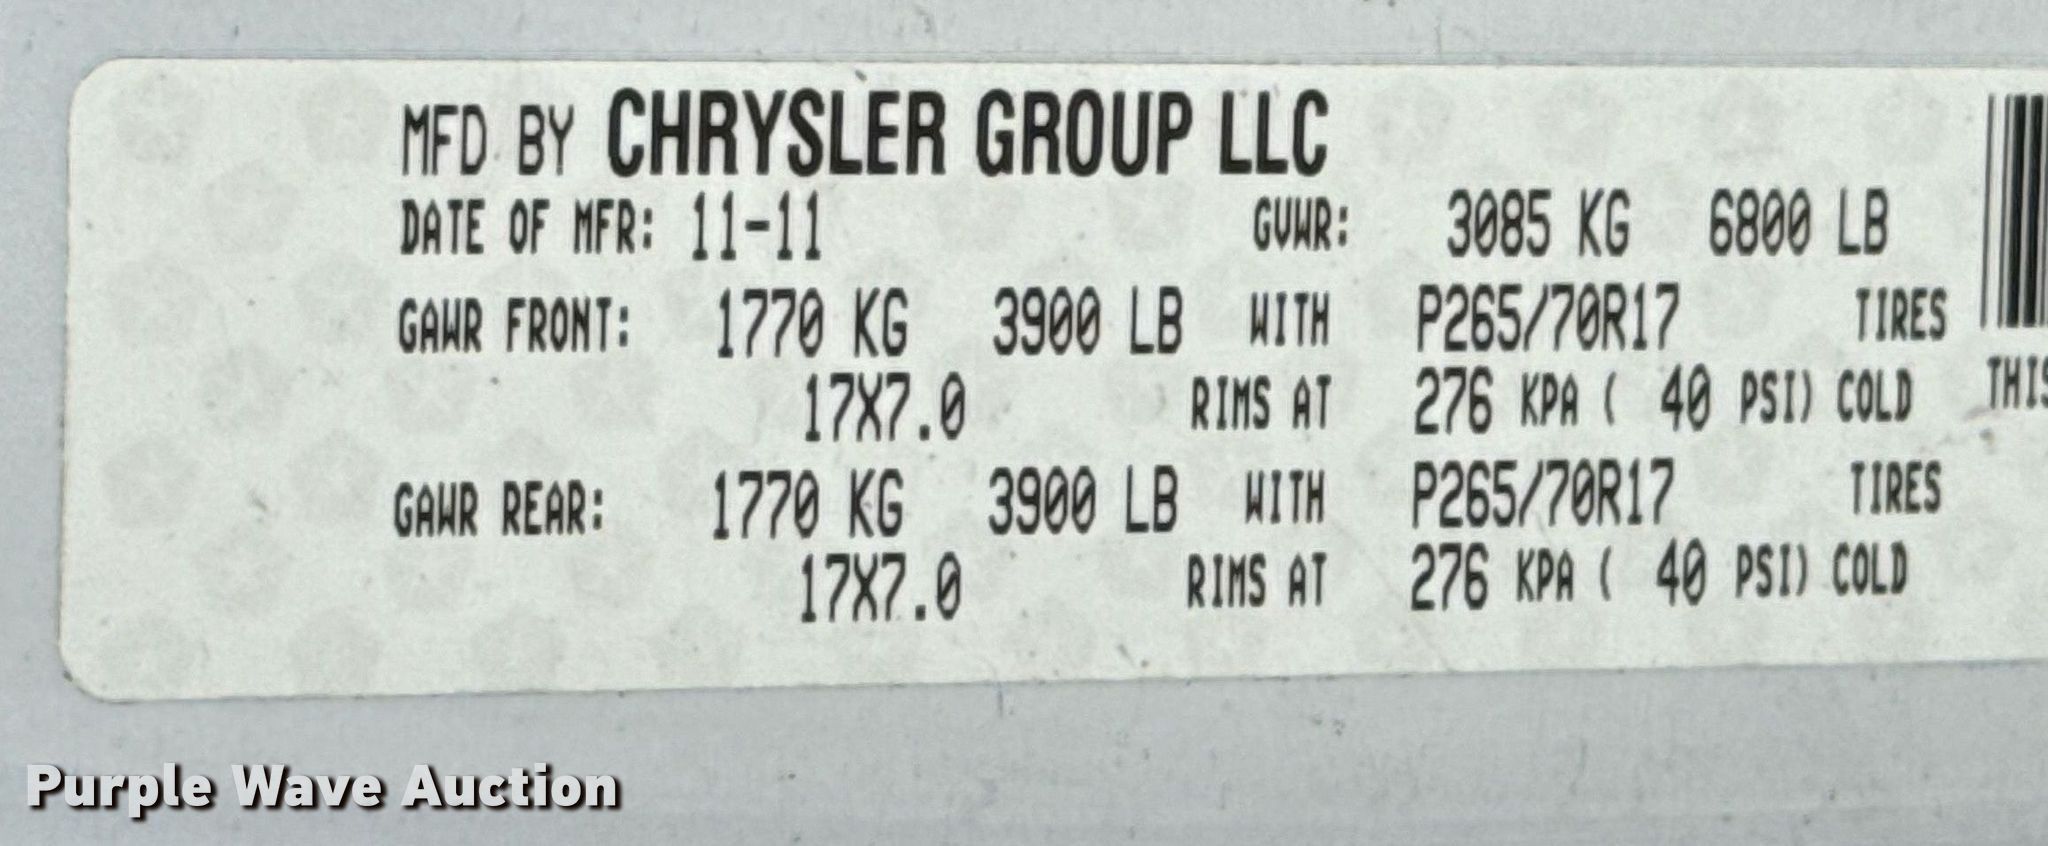 MFD BY CHRYSLER GROUP LLC
DATE OF MFR: 11-11 GVWR: 3085 KG 6800 LB
GAWR FRONT: 1770 KG 3900 LB WITH P265/70R17 TIRES
17X7.0 RIMS AT 276 KPA ( 40 PSI) COLD
THIS
GAWR REAR: 1770 KG 3900 LB WITH P265/70R17 TIRES
17X7.0 RIMS AT 276 KPA ( 40 PSI) COLD
Purple Wave Auction